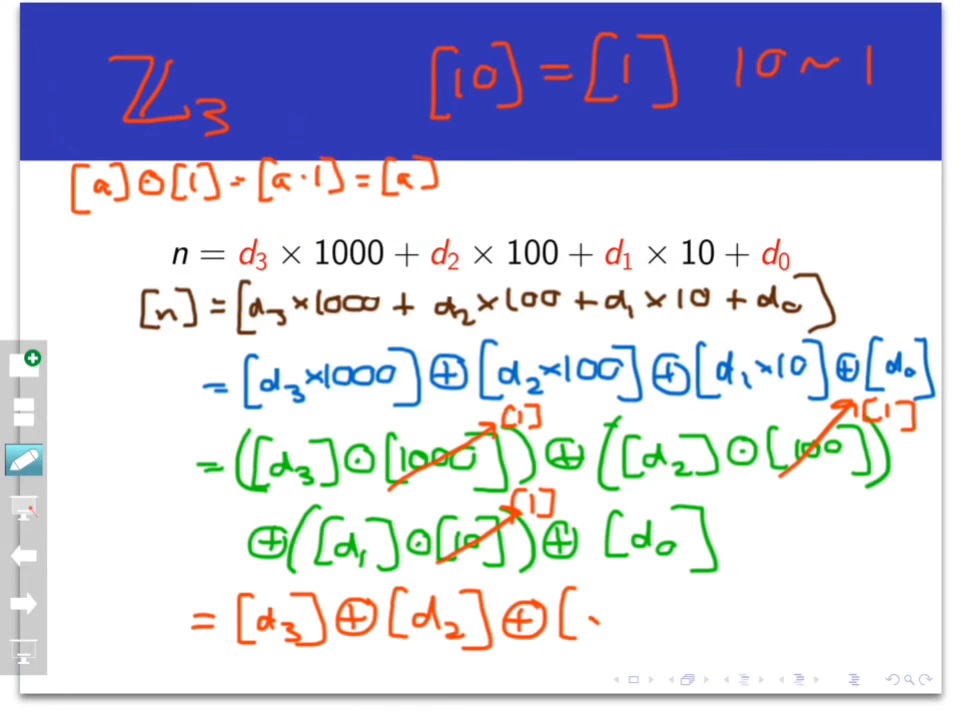 ℤ₃ [10] = [1] 10 ~ 1
[a] ⊙ [1] = [a · 1] = [a]
n = d₃ × 1000 + d₂ × 100 + d₁ × 10 + d₀
[n] = [d₃ × 1000 + d₂ × 100 + d₁ × 10 + d₀]
= [d₃ × 1000] ⊕ [d₂ × 100] ⊕ [d₁ × 10] ⊕ [d₀]
[1] [1]
= ([d₃] ⊙ [1000]) ⊕ ([d₂] ⊙ [100])
[1]
⊕ ([d₁] ⊙ [10]) ⊕ [d₀]
= [d₃] ⊕ [d₂] ⊕ [